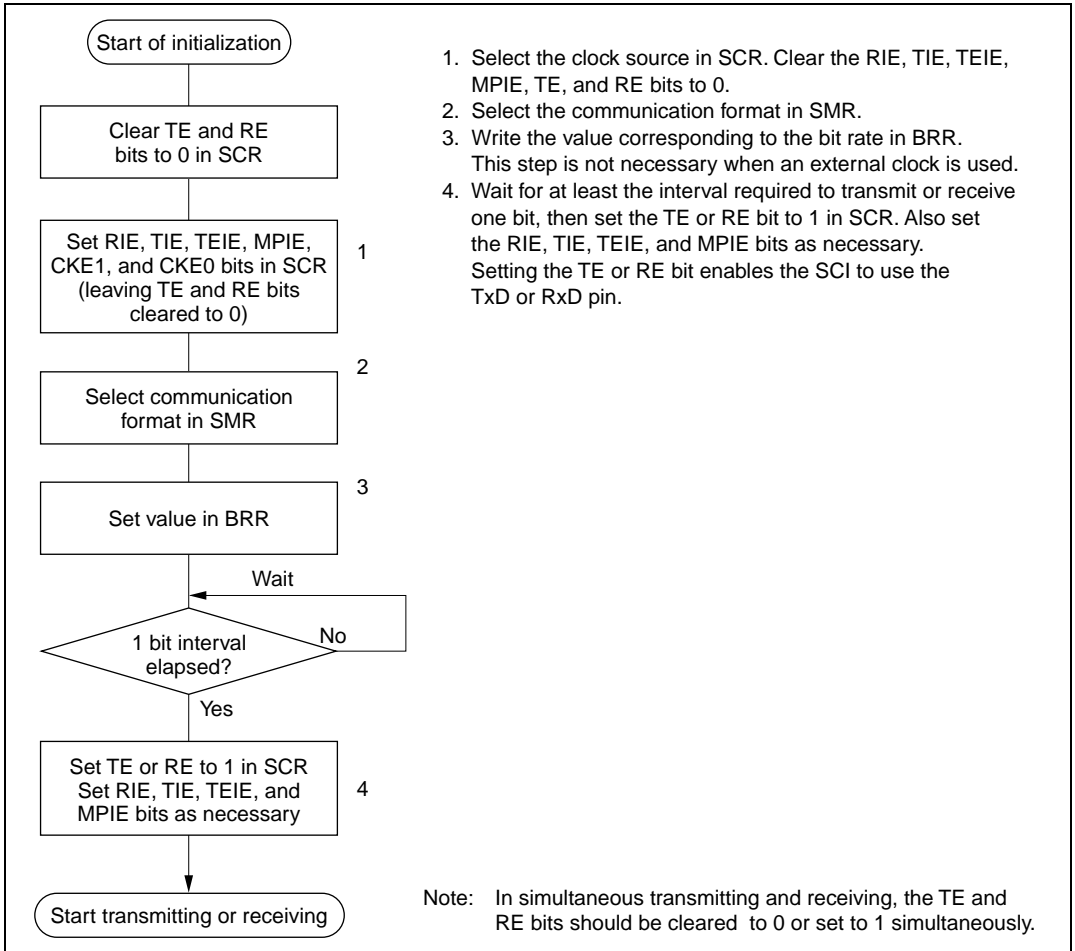 Start of initialization
Clear TE and RE
bits to 0 in SCR
Set RIE, TIE, TEIE, MPIE,
CKE1, and CKE0 bits in SCR
(leaving TE and RE bits
cleared to 0)
1
2
Select communication
format in SMR
3
Set value in BRR
Wait
1 bit interval
elapsed?
No
Yes
Set TE or RE to 1 in SCR
Set RIE, TIE, TEIE, and
MPIE bits as necessary
4
Start transmitting or receiving
1. Select the clock source in SCR. Clear the RIE, TIE, TEIE,
MPIE, TE, and RE bits to 0.
2. Select the communication format in SMR.
3. Write the value corresponding to the bit rate in BRR.
This step is not necessary when an external clock is used.
4. Wait for at least the interval required to transmit or receive
one bit, then set the TE or RE bit to 1 in SCR. Also set
the RIE, TIE, TEIE, and MPIE bits as necessary.
Setting the TE or RE bit enables the SCI to use the
TxD or RxD pin.
Note: In simultaneous transmitting and receiving, the TE and
RE bits should be cleared to 0 or set to 1 simultaneously.